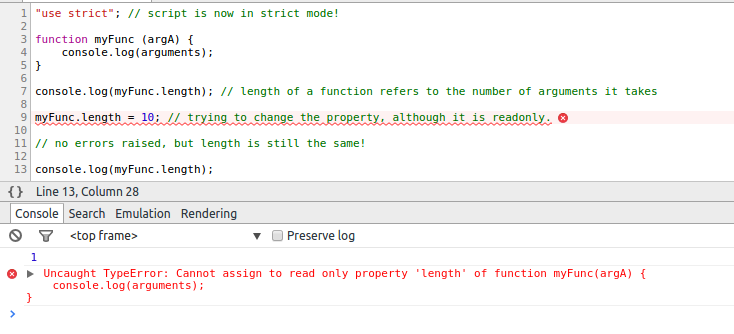 1 "use strict"; // script is now in strict mode!
2
3 function myFunc (argA) {
4     console.log(arguments);
5 }
6
7 console.log(myFunc.length); // length of a function refers to the number of arguments it takes
8
9 myFunc.length = 10; // trying to change the property, although it is readonly.
10
11 // no errors raised, but length is still the same!
12
13 console.log(myFunc.length);
{} Line 13, Column 28
Console Search Emulation Rendering
<top frame> ▼ Preserve log
1
▶ Uncaught TypeError: Cannot assign to read only property 'length' of function myFunc(argA) {
console.log(arguments);
}
>